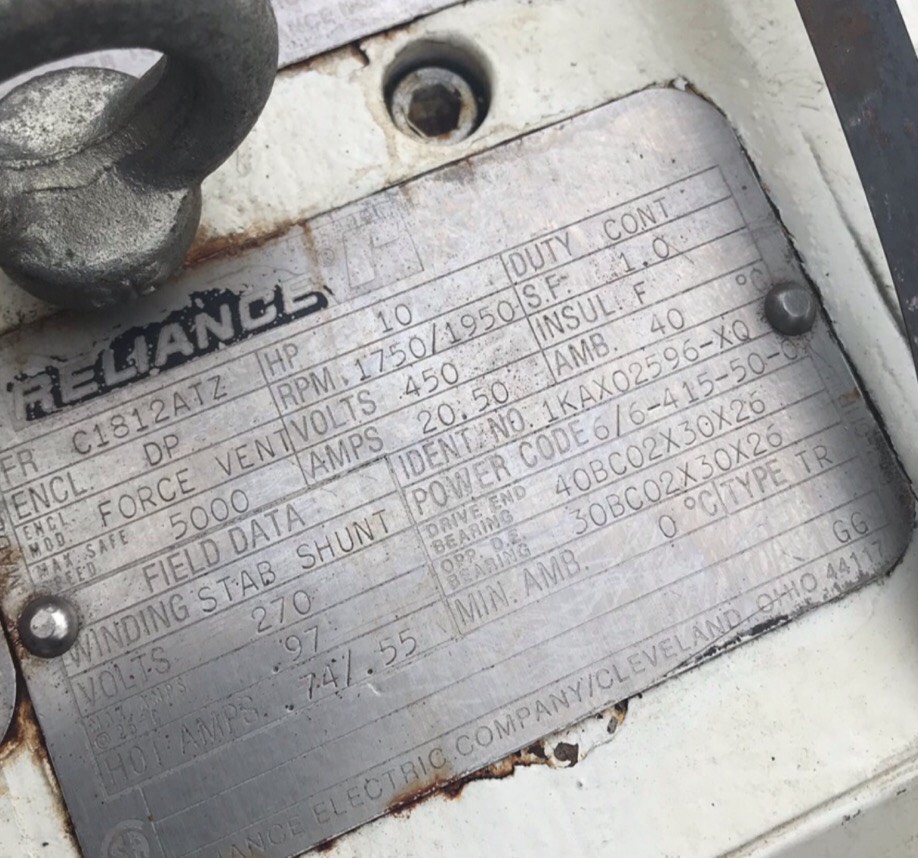 RELIANCE
FR C1812ATZ HP 10 DUTY CONT
ENCL. DP RPM. 1750/1950 S.F. 1.0
ENCL. MOD. FORCE VENT VOLTS 450 INSUL. F
MAX. SAFE SPEED 5000 AMPS 20.50 AMB. 40 °C
FIELD DATA IDENT. NO. 1KAX02596-XQ
WINDING STAB SHUNT POWER CODE 6/6-415-50-0
VOLTS 270 DRIVE END BEARING 40BC02X30X26
AMPS .97 OPP. D.E. BEARING 30BC02X30X26
HOT AMPS. .74/.55 MIN. AMB. 0 °C TYPE TR
GG
ELECTRIC COMPANY/CLEVELAND, OHIO 44117